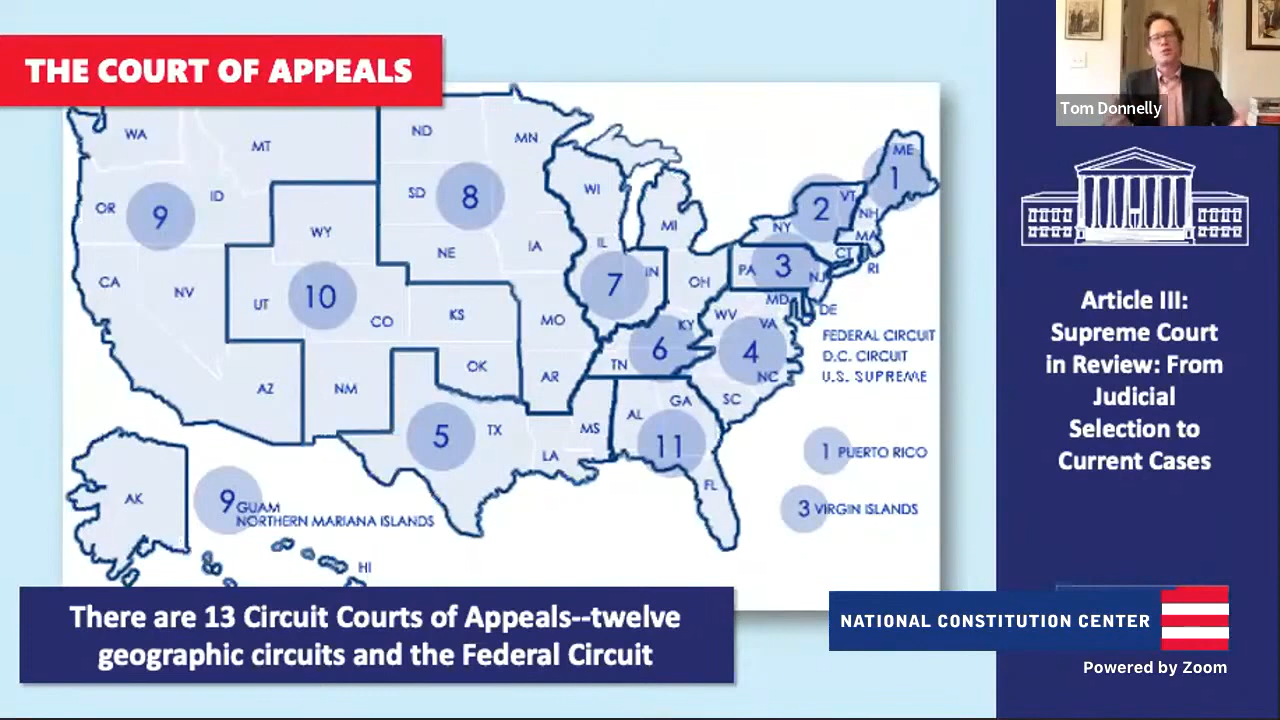 THE COURT OF APPEALS
WA
MT
ND
MN
OR
ID
9
SD
8
WI
MI
ME
1
VT
2
NH
NY
MA
CT
RI
WY
NE
IA
IL
7
IN
OH
PA
3
NJ
MD
DE
CA
NV
UT
10
CO
KS
MO
KY
WV
VA
6
4
TN
NC
FEDERAL CIRCUIT
D.C. CIRCUIT
U.S. SUPREME
AZ
NM
OK
AR
SC
5
TX
LA
MS
AL
GA
11
FL
1 PUERTO RICO
3 VIRGIN ISLANDS
AK
9 GUAM
NORTHERN MARIANA ISLANDS
HI
There are 13 Circuit Courts of Appeals--twelve
geographic circuits and the Federal Circuit
Tom Donnelly
Article III:
Supreme Court
in Review: From
Judicial
Selection to
Current Cases
NATIONAL CONSTITUTION CENTER
Powered by Zoom